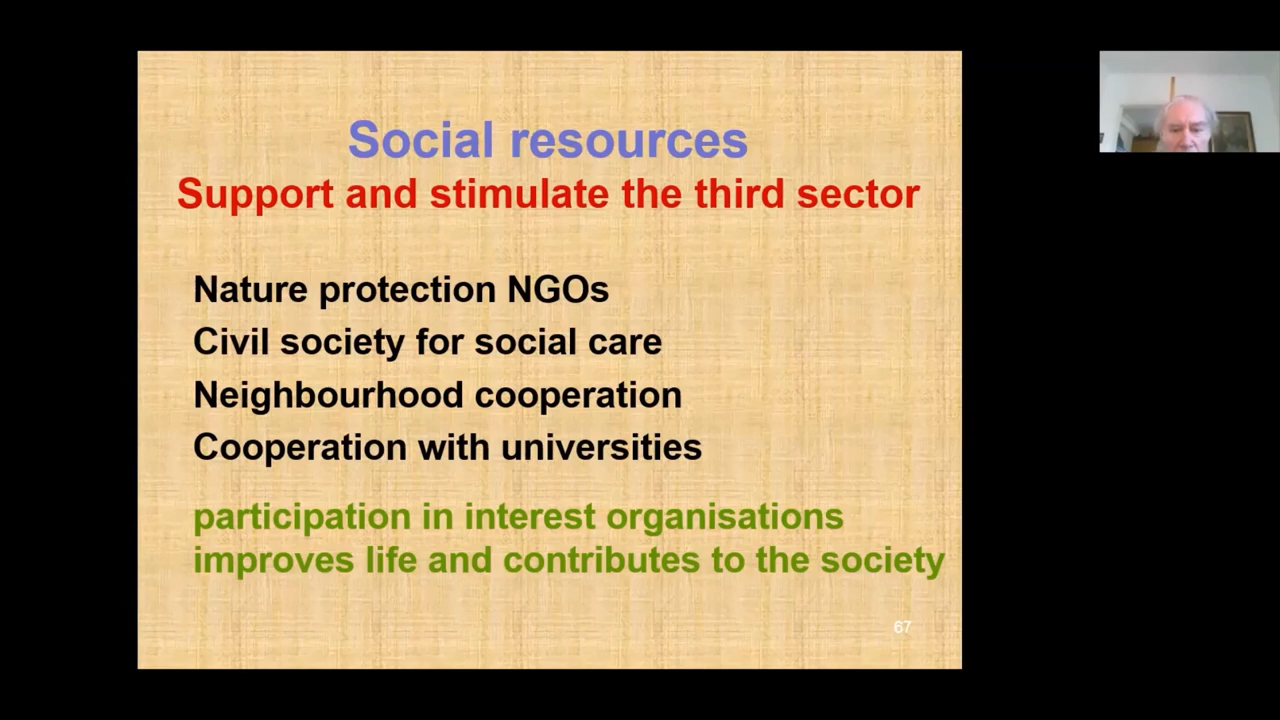 Social resources
Support and stimulate the third sector
Nature protection NGOs
Civil society for social care
Neighbourhood cooperation
Cooperation with universities
participation in interest organisations
improves life and contributes to the society
67